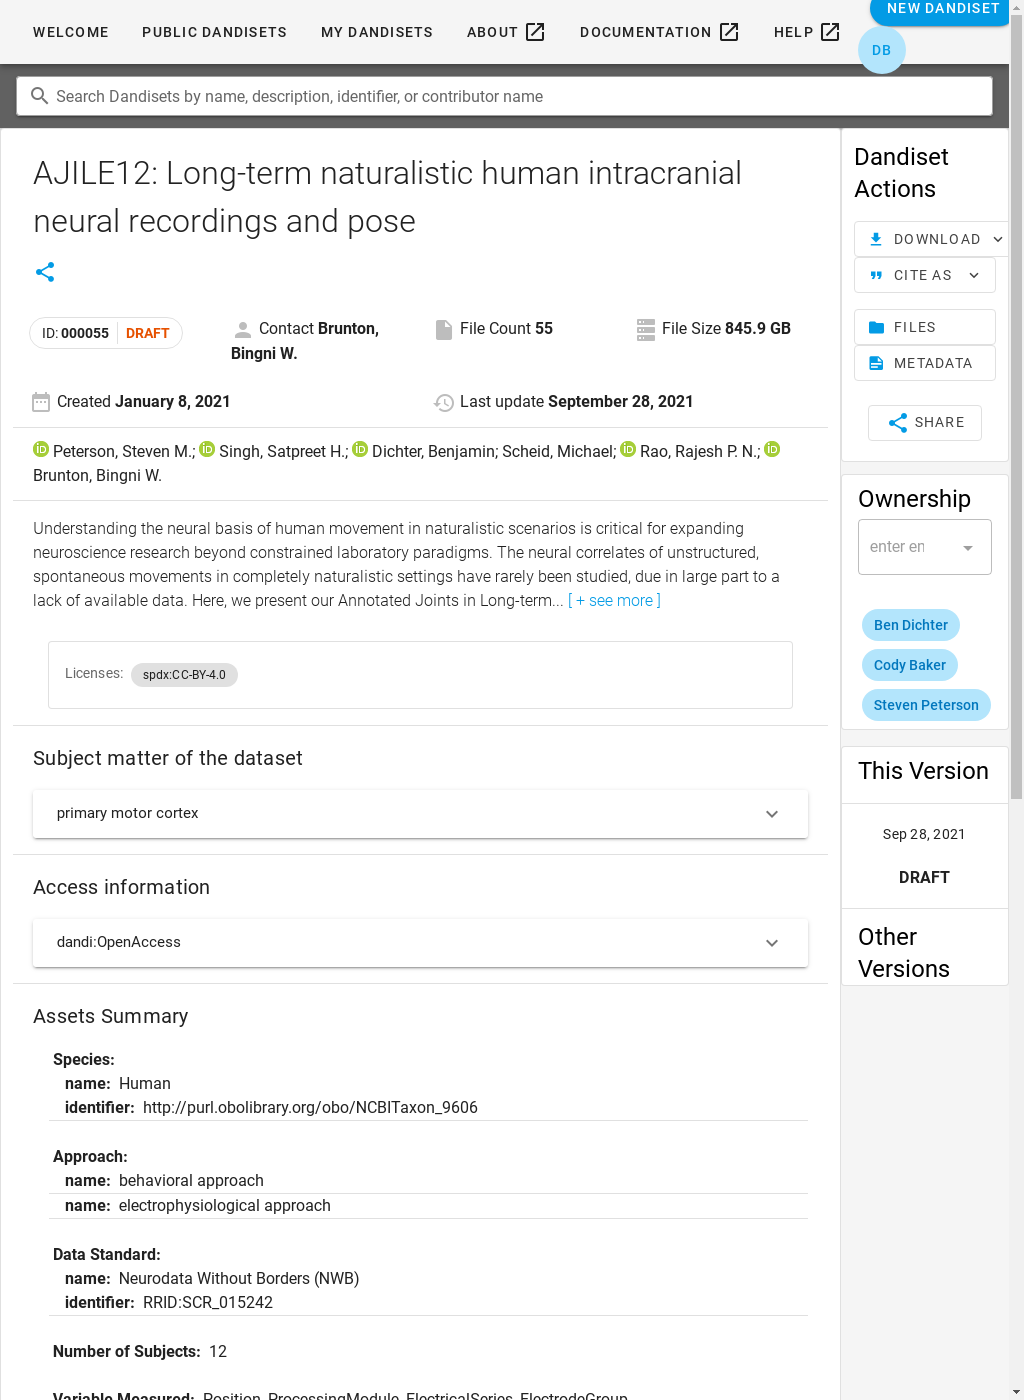 NEW DANDISET
WELCOME PUBLIC DANDISETS MY DANDISETS ABOUT DOCUMENTATION HELP
DB
Search Dandisets by name, description, identifier, or contributor name
AJILE12: Long-term naturalistic human intracranial
neural recordings and pose
ID: 000055 DRAFT
Contact Brunton,
Bingni W.
File Count 55
File Size 845.9 GB
Created January 8, 2021
Last update September 28, 2021
Peterson, Steven M.; Singh, Satpreet H.; Dichter, Benjamin; Scheid, Michael; Rao, Rajesh P. N.;
Brunton, Bingni W.
Understanding the neural basis of human movement in naturalistic scenarios is critical for expanding
neuroscience research beyond constrained laboratory paradigms. The neural correlates of unstructured,
spontaneous movements in completely naturalistic settings have rarely been studied, due in large part to a
lack of available data. Here, we present our Annotated Joints in Long-term... [ + see more ]
Licenses: spdx:CC-BY-4.0
Subject matter of the dataset
primary motor cortex
Access information
dandi:OpenAccess
Assets Summary
Species:
name: Human
identifier: http://purl.obolibrary.org/obo/NCBITaxon_9606
Approach:
name: behavioral approach
name: electrophysiological approach
Data Standard:
name: Neurodata Without Borders (NWB)
identifier: RRID:SCR_015242
Number of Subjects: 12
Variable Measured: Position, ProcessingModule, ElectricalSeries, ElectrodeGroup
Dandiset
Actions
DOWNLOAD
CITE AS
FILES
METADATA
SHARE
Ownership
enter en
Ben Dichter
Cody Baker
Steven Peterson
This Version
Sep 28, 2021
DRAFT
Other
Versions